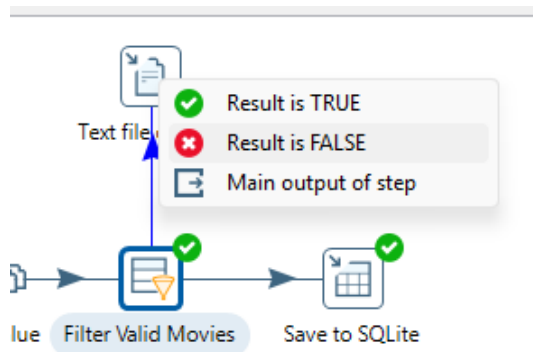 Result is TRUE
Text file
Result is FALSE
Main output of step
lue
Filter Valid Movies
Save to SQLite